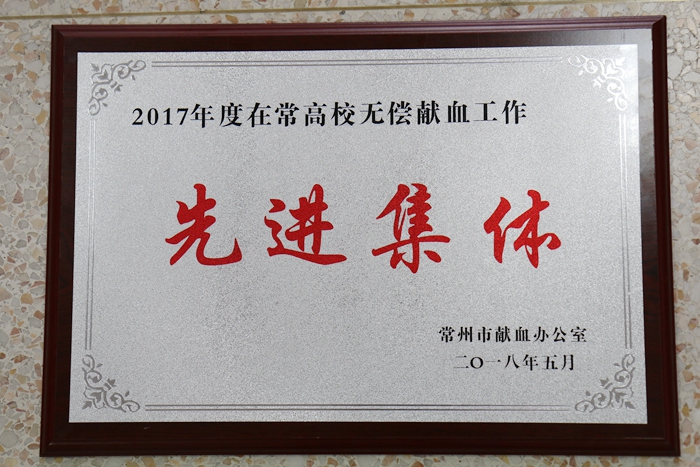 2017年度在常高校无偿献血工作
先进集体
常州市献血办公室
二〇一八年五月